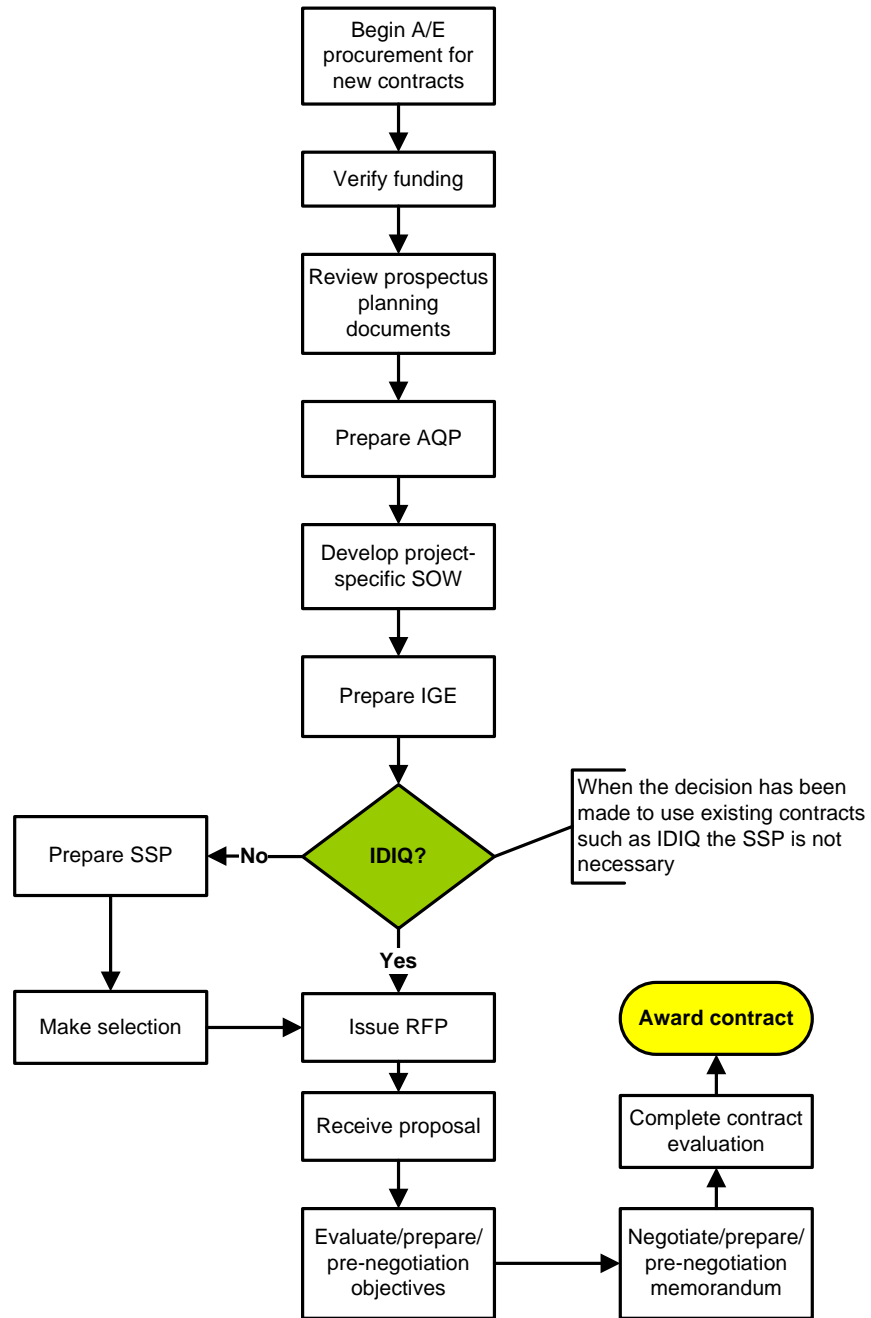 Begin A/E
procurement for
new contracts
Verify funding
Review prospectus
planning
documents
Prepare AQP
Develop project-
specific SOW
Prepare IGE
When the decision has been
made to use existing contracts
such as IDIQ the SSP is not
necessary
Prepare SSP
No
IDIQ?
Yes
Make selection
Issue RFP
Award contract
Receive proposal
Complete contract
evaluation
Evaluate/prepare/
pre-negotiation
objectives
Negotiate/prepare/
pre-negotiation
memorandum